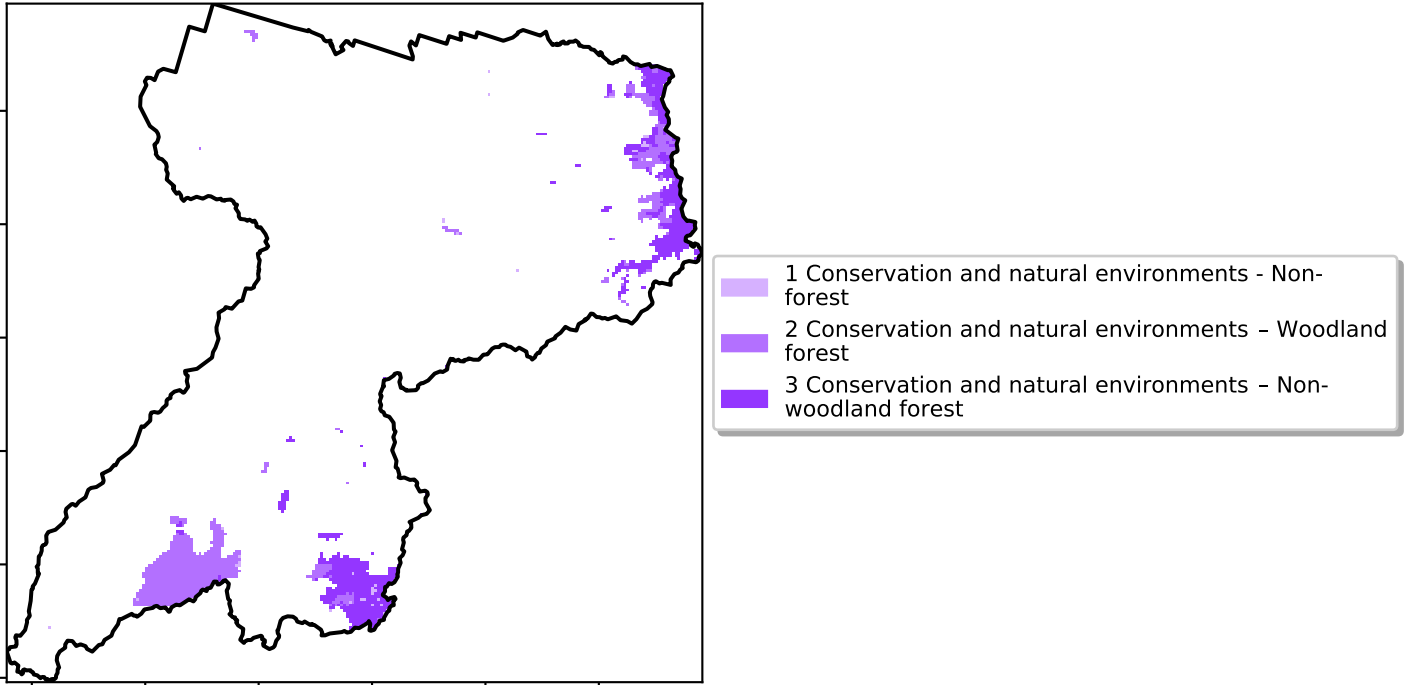 1 Conservation and natural environments - Non-
forest
2 Conservation and natural environments – Woodland
forest
3 Conservation and natural environments – Non-
woodland forest